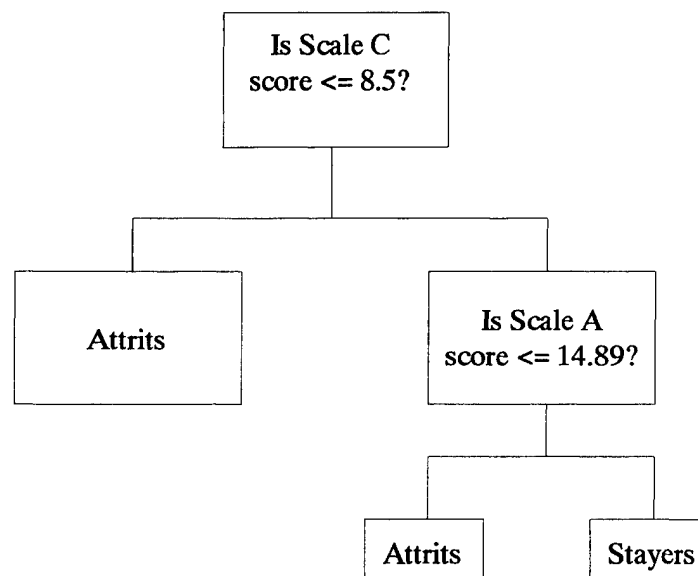 Is Scale C
score <= 8.5?
Attrits
Is Scale A
score <= 14.89?
Attrits
Stayers